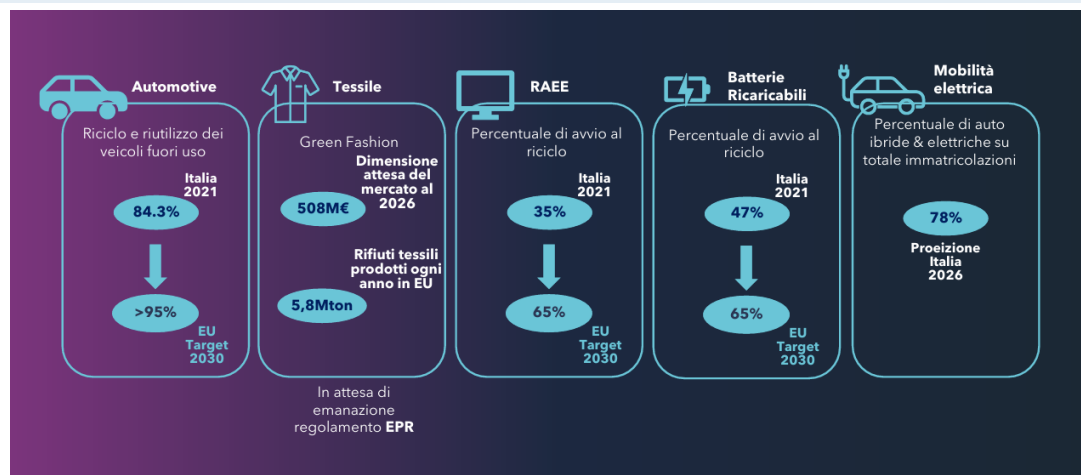 Automotive
Riciclo e riutilizzo dei
veicoli fuori uso
Italia
2021
84.3%
>95%
EU
Target
2030
Tessile
Green Fashion
Dimensione
attesa del
mercato al
2026
508M€
Rifiuti tessili
prodotti ogni
anno in EU
5,8Mton
In attesa di
emanazione
regolamento EPR
RAEE
Percentuale di avvio al
riciclo
Italia
2021
35%
65%
EU
Target
2030
Batterie
Ricaricabili
Percentuale di avvio al
riciclo
Italia
2021
47%
65%
EU
Target
2030
Mobilità
elettrica
Percentuale di auto
ibride & elettriche su
totale immatricolazioni
78%
Proeizione
Italia
2026